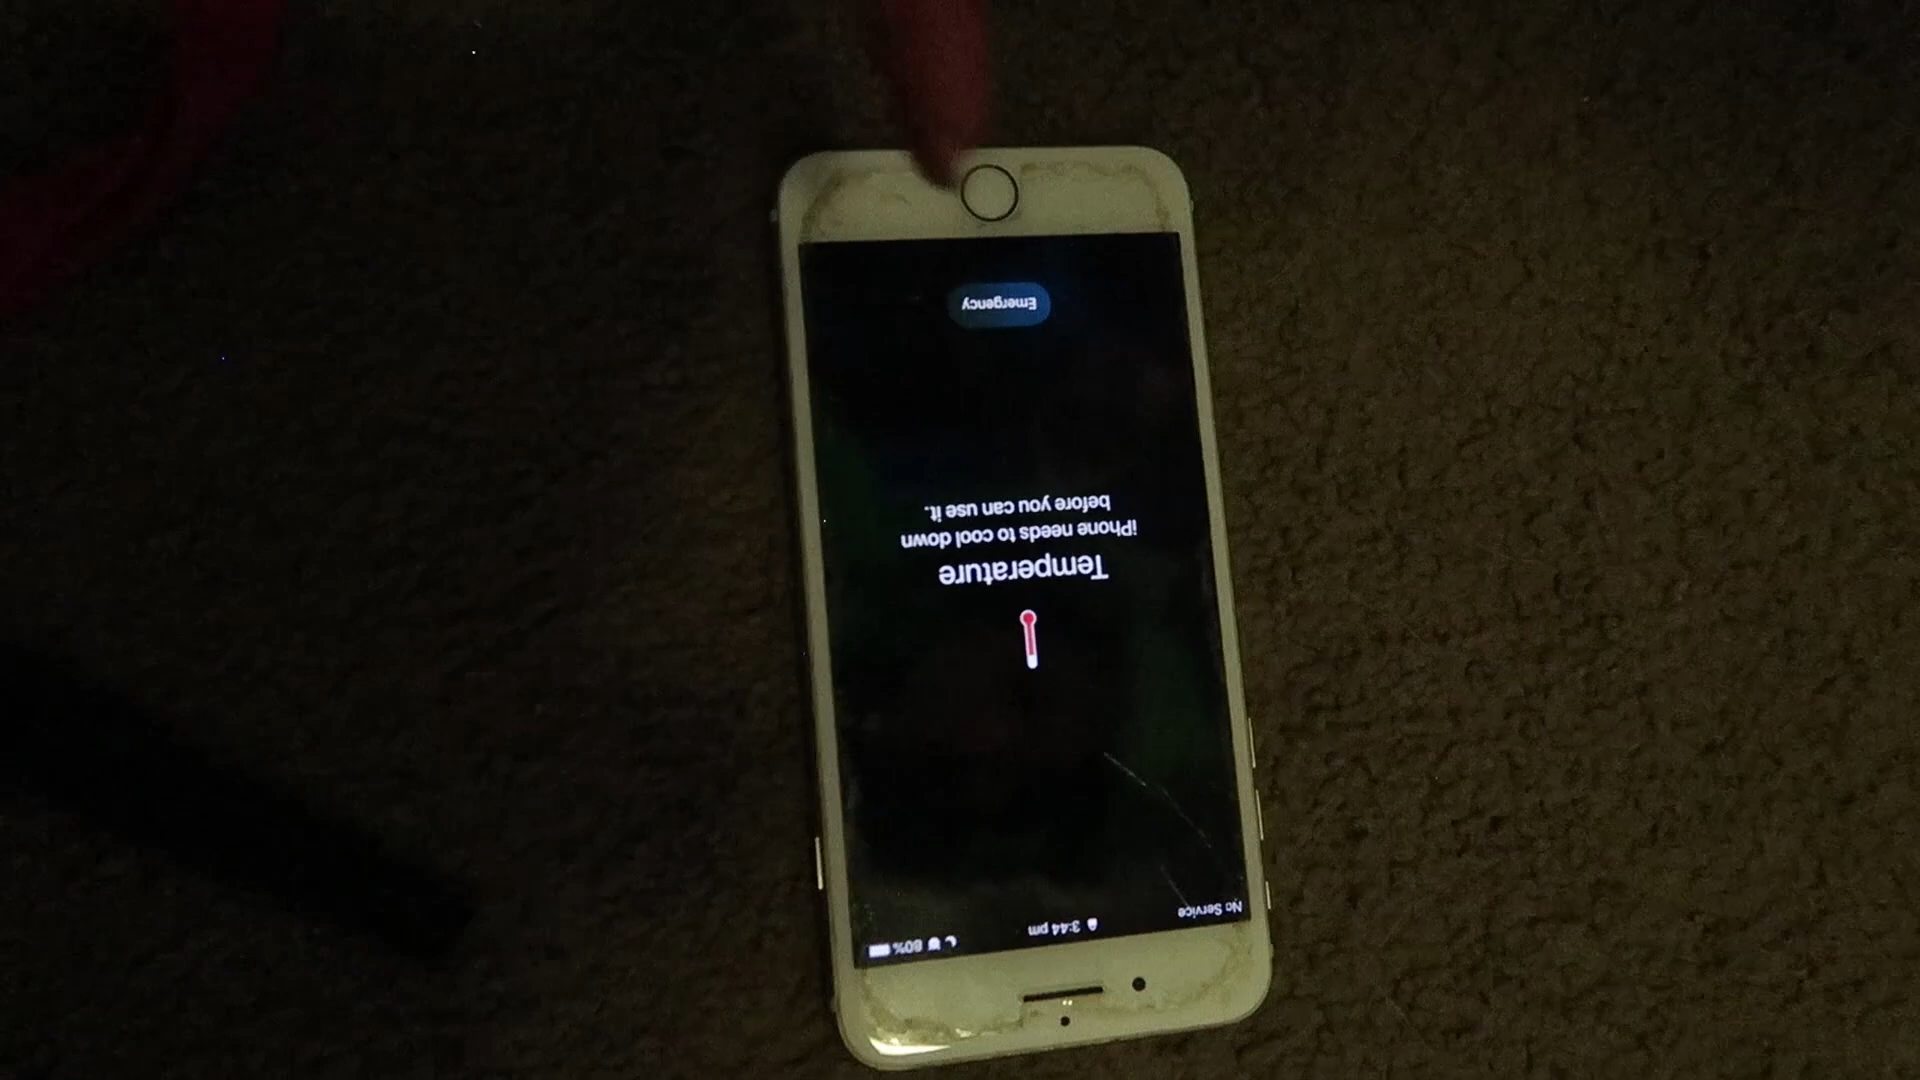 No Service
3:44 pm
80%
Temperature
iPhone needs to cool down
before you can use it.
Emergency